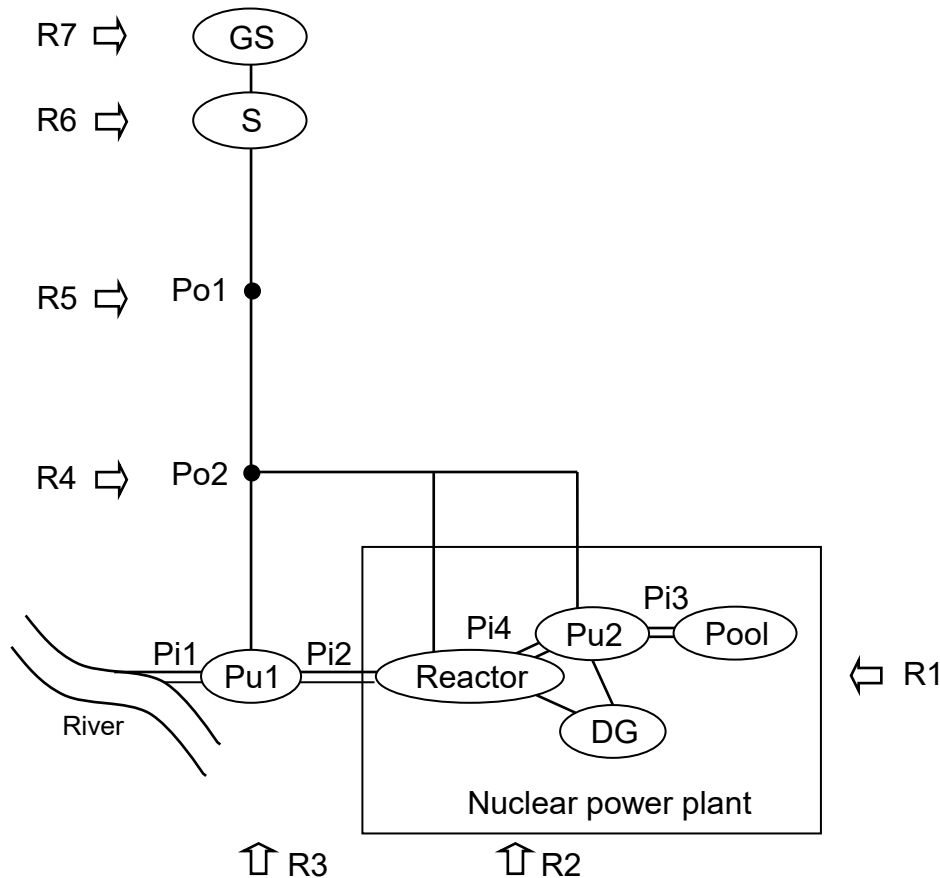 R7
GS
R6
S
R5
Po1
R4
Po2
Pi3
Pi4
Pu2
Pool
Pi1
Pi2
Pu1
Reactor
R1
River
DG
Nuclear power plant
R3
R2